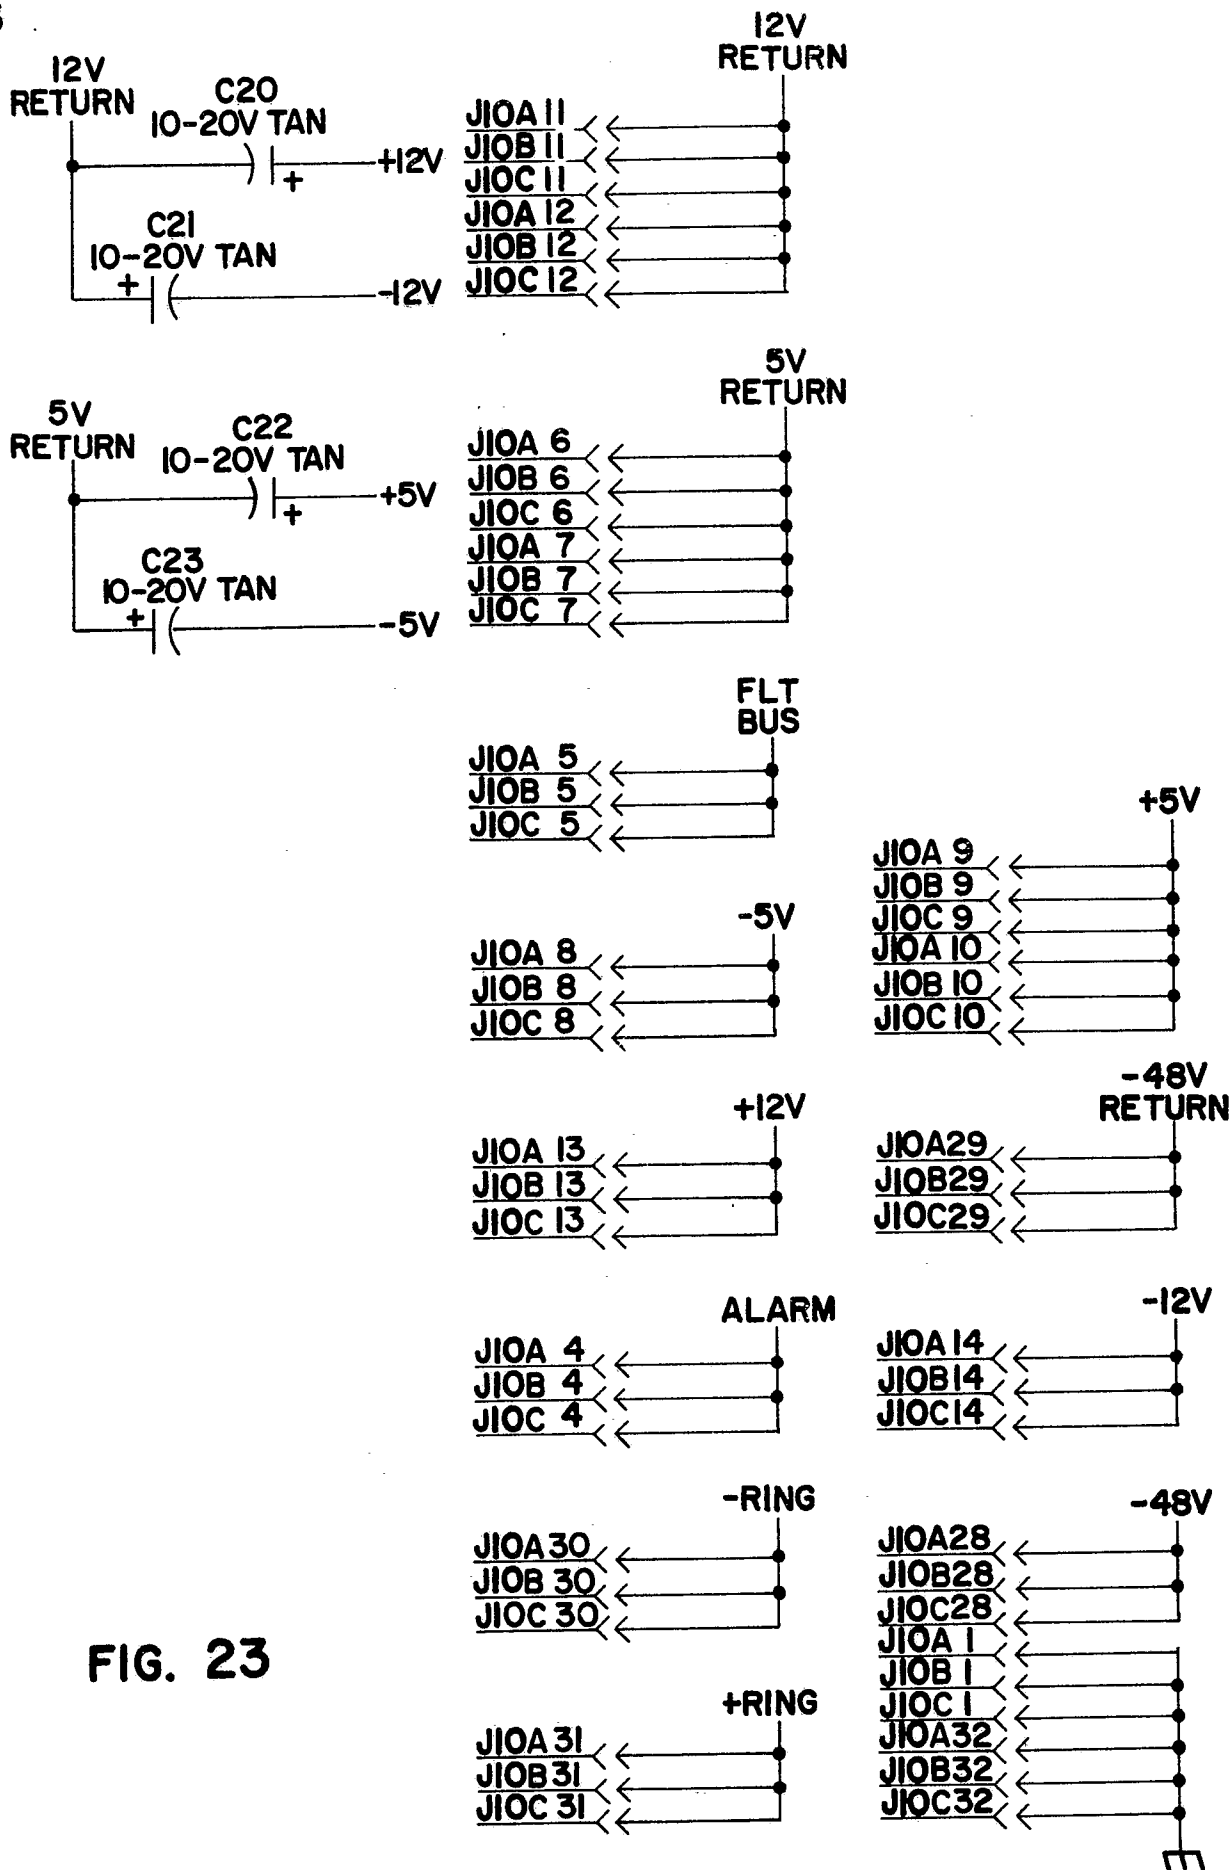 12V
RETURN
C20
10-20V TAN
+
+12V
C21
10-20V TAN
+
-12V
12V
RETURN
J10A 11
J10B 11
J10C 11
J10A 12
J10B 12
J10C 12
5V
RETURN
C22
10-20V TAN
+
+5V
C23
10-20V TAN
+
-5V
5V
RETURN
J10A 6
J10B 6
J10C 6
J10A 7
J10B 7
J10C 7
FLT
BUS
J10A 5
J10B 5
J10C 5
+5V
J10A 9
J10B 9
J10C 9
J10A 10
J10B 10
J10C 10
-5V
J10A 8
J10B 8
J10C 8
+12V
J10A 13
J10B 13
J10C 13
-48V
RETURN
J10A29
J10B29
J10C29
ALARM
J10A 4
J10B 4
J10C 4
-12V
J10A 14
J10B 14
J10C 14
-RING
J10A 30
J10B 30
J10C 30
-48V
J10A28
J10B28
J10C28
J10A 1
J10B 1
J10C 1
J10A32
J10B32
J10C32
+RING
J10A 31
J10B 31
J10C 31
FIG. 23